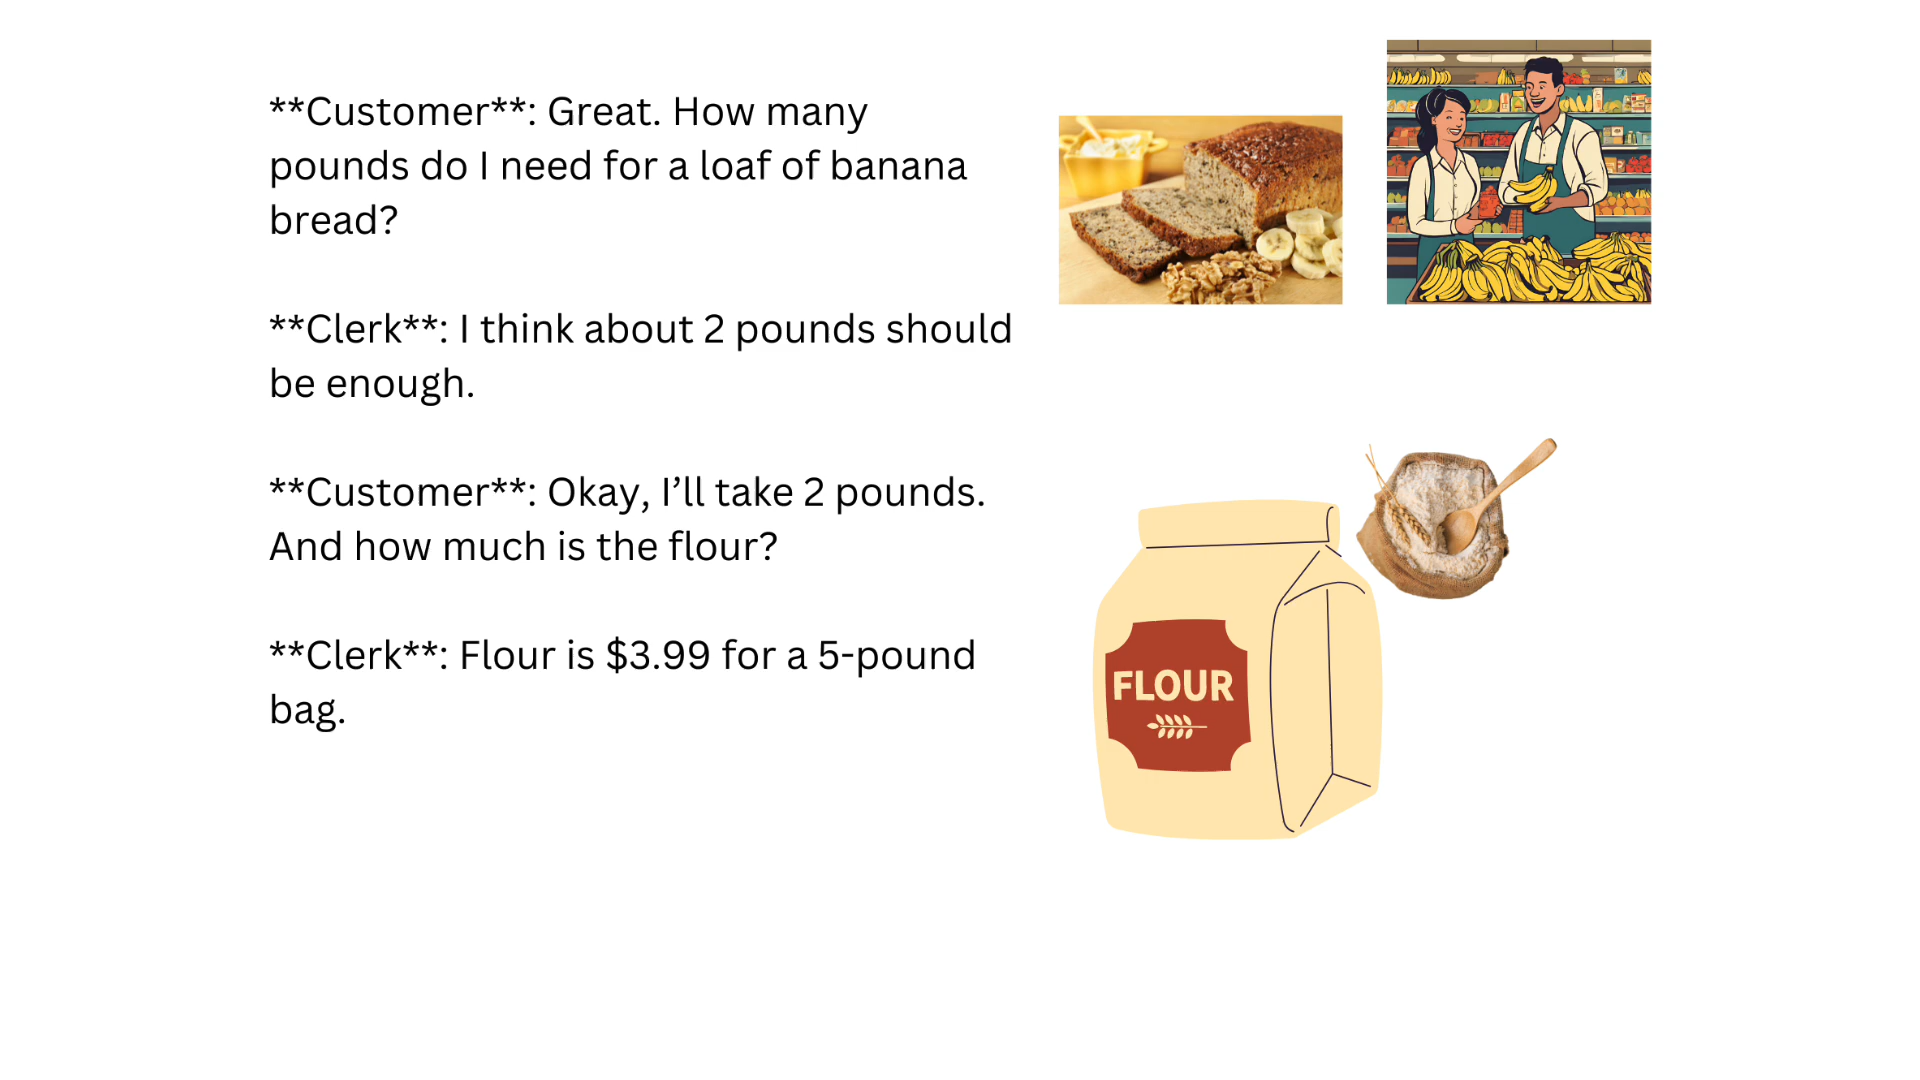 **Customer**: Great. How many
pounds do I need for a loaf of banana
bread?
**Clerk**: I think about 2 pounds should
be enough.
**Customer**: Okay, I’ll take 2 pounds.
And how much is the flour?
**Clerk**: Flour is $3.99 for a 5-pound
bag.
FLOUR